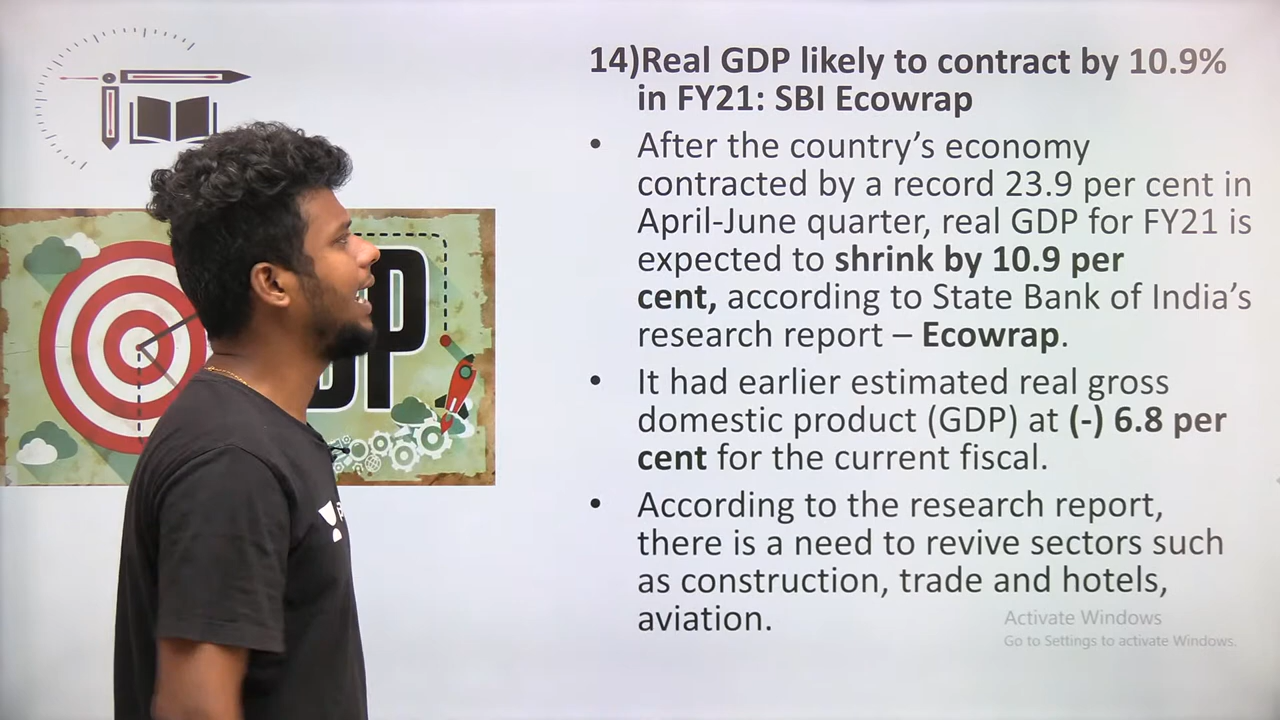 14)Real GDP likely to contract by 10.9%
in FY21: SBI Ecowrap
• After the country’s economy
contracted by a record 23.9 per cent in
April-June quarter, real GDP for FY21 is
expected to shrink by 10.9 per
cent, according to State Bank of India’s
research report – Ecowrap.
• It had earlier estimated real gross
domestic product (GDP) at (-) 6.8 per
cent for the current fiscal.
• According to the research report,
there is a need to revive sectors such
as construction, trade and hotels,
aviation.
Activate Windows
Go to Settings to activate Windows.